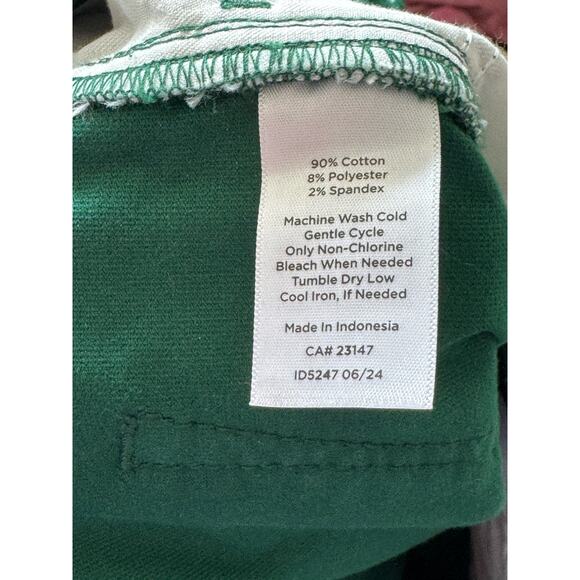 90% Cotton
8% Polyester
2% Spandex
Machine Wash Cold
Gentle Cycle
Only Non-Chlorine
Bleach When Needed
Tumble Dry Low
Cool Iron, If Needed
Made In Indonesia
CA# 23147
ID5247 06/24